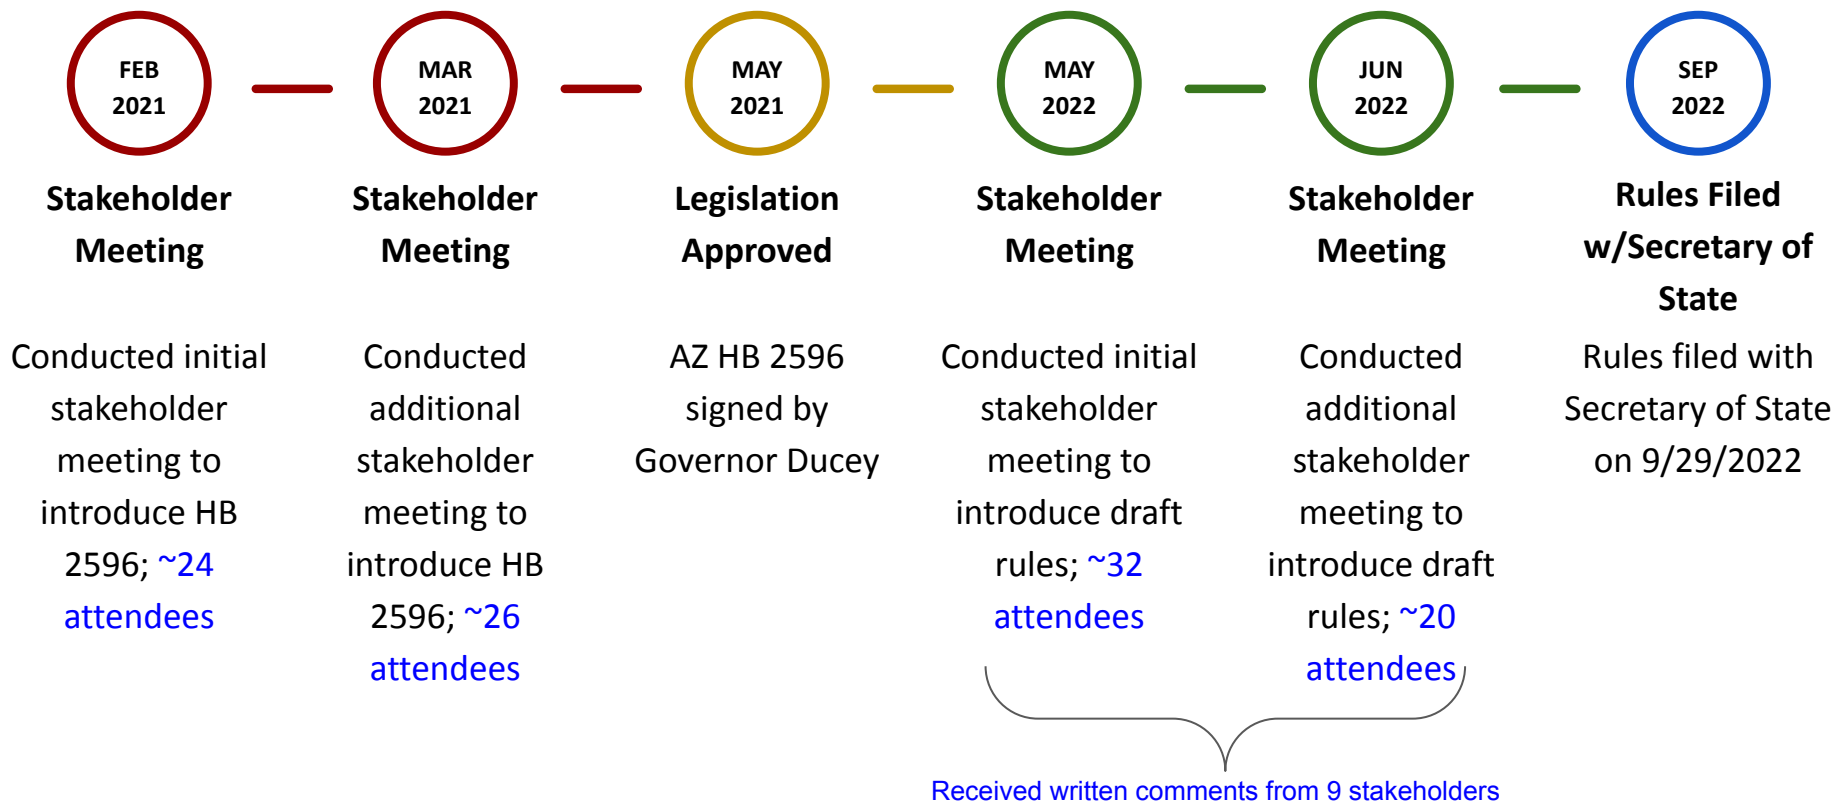 FEB
2021
MAR
2021
MAY
2021
MAY
2022
JUN
2022
SEP
2022
Stakeholder
Meeting
Stakeholder
Meeting
Legislation
Approved
Stakeholder
Meeting
Stakeholder
Meeting
Rules Filed
w/Secretary of
State
Conducted initial
stakeholder
meeting to
introduce HB
2596; ~24
attendees
Conducted
additional
stakeholder
meeting to
introduce HB
2596; ~26
attendees
AZ HB 2596
signed by
Governor Ducey
Conducted initial
stakeholder
meeting to
introduce draft
rules; ~32
attendees
Conducted
additional
stakeholder
meeting to
introduce draft
rules; ~20
attendees
Rules filed with
Secretary of State
on 9/29/2022
Received written comments from 9 stakeholders